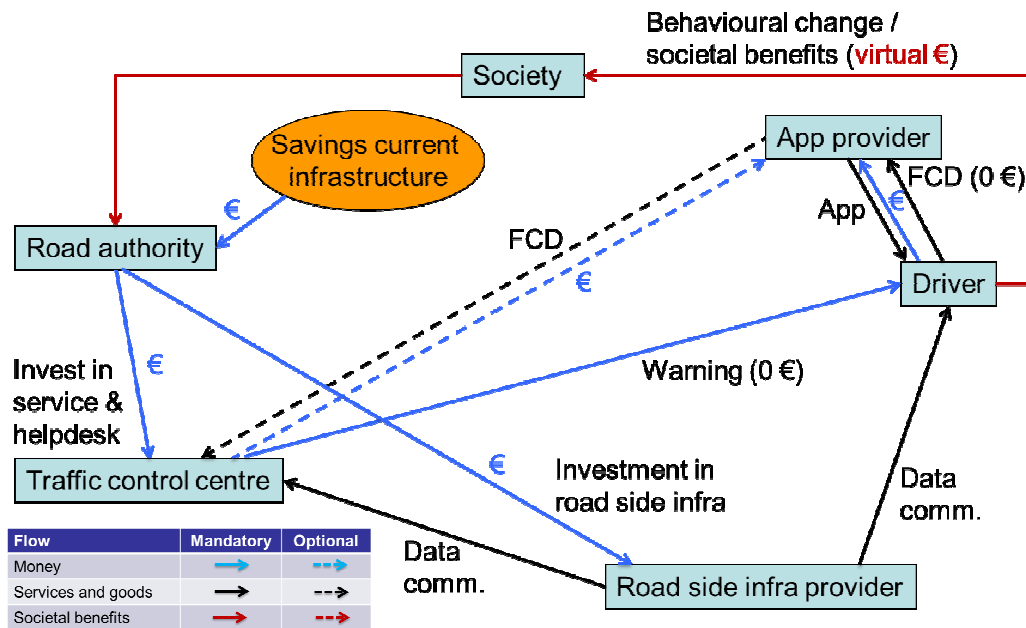 Behavioural change /
societal benefits (virtual €)
Society
Savings current
infrastructure
App provider
€
FCD (0 €)
€
App
Road authority
FCD
€
Driver
€
Invest in
service &
helpdesk
Warning (0 €)
€
Investment in
road side infra
Traffic control centre
Data
comm.
Data
comm.
Road side infra provider
Flow Mandatory Optional
Money
Services and goods
Societal benefits